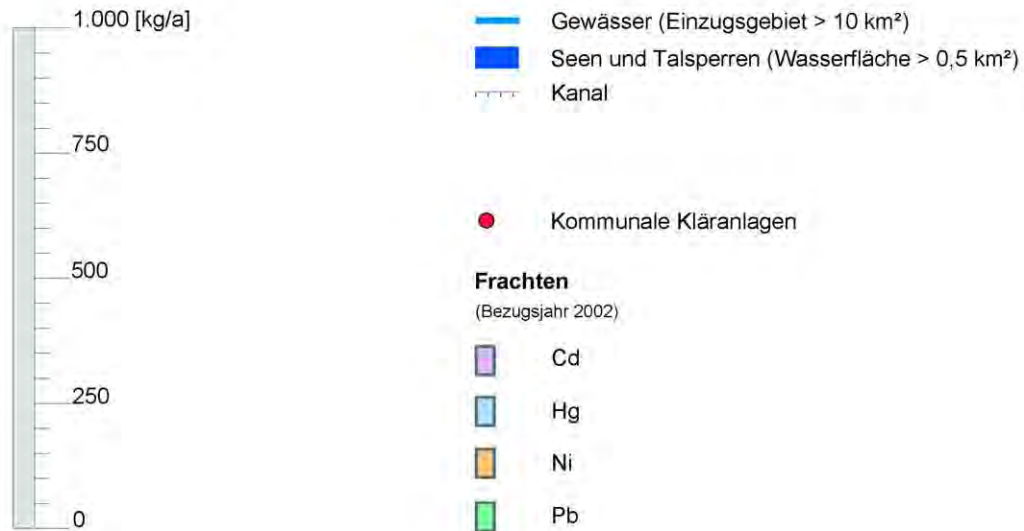 1.000 [kg/a]
750
500
250
0
Gewässer (Einzugsgebiet > 10 km²)
Seen und Talsperren (Wasserfläche > 0,5 km²)
Kanal
Kommunale Kläranlagen
Frachten
(Bezugsjahr 2002)
Cd
Hg
Ni
Pb